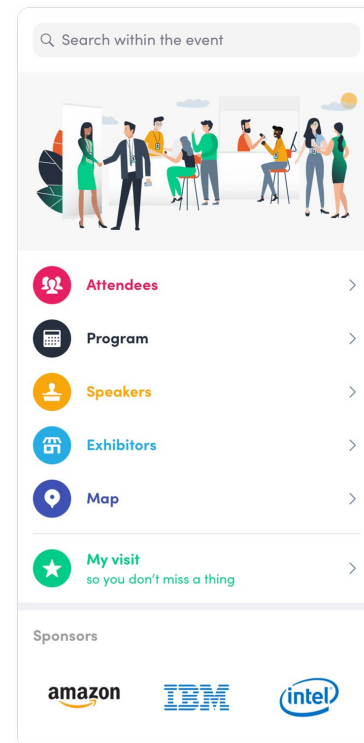 Search within the event
Attendees
Program
Speakers
Exhibitors
Map
My visit
so you don't miss a thing
Sponsors
amazon
IBM
intel